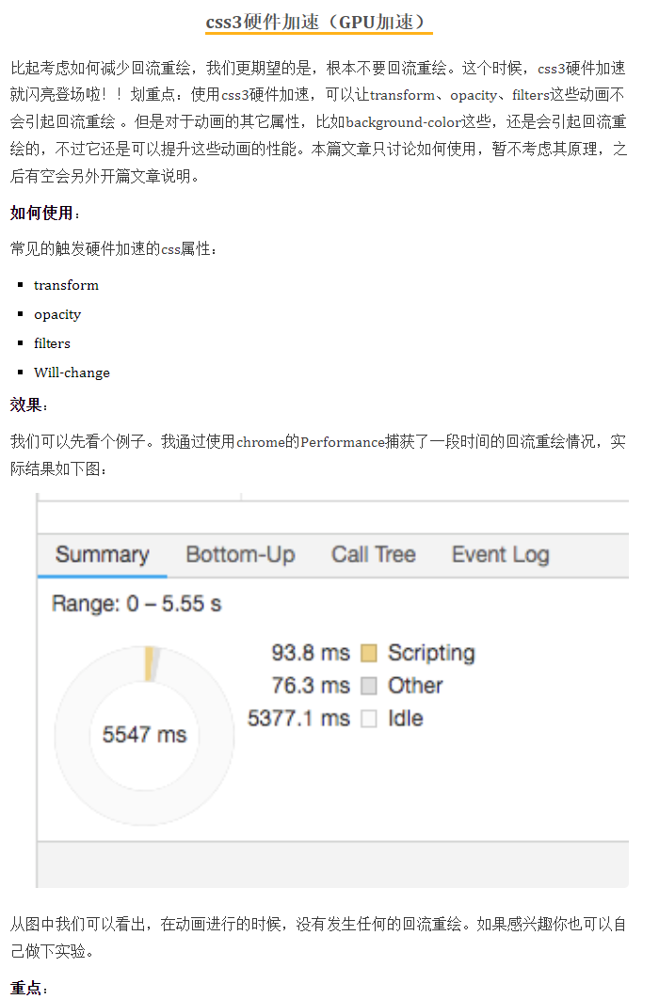 css3硬件加速（GPU加速）
比起考虑如何减少回流重绘，我们更期望的是，根本不要回流重绘。这个时候，css3硬件加速
就闪亮登场啦！！划重点：使用css3硬件加速，可以让transform、opacity、filters这些动画不
会引起回流重绘 。但是对于动画的其它属性，比如background-color这些，还是会引起回流重
绘的，不过它还是可以提升这些动画的性能。本篇文章只讨论如何使用，暂不考虑其原理，之
后有空会另外开篇文章说明。
如何使用：
常见的触发硬件加速的css属性：
▪ transform
▪ opacity
▪ filters
▪ Will-change
效果：
我们可以先看个例子。我通过使用chrome的Performance捕获了一段时间的回流重绘情况，实
际结果如下图：
Summary Bottom-Up Call Tree Event Log
Range: 0 – 5.55 s
93.8 ms Scripting
76.3 ms Other
5377.1 ms Idle
5547 ms
从图中我们可以看出，在动画进行的时候，没有发生任何的回流重绘。如果感兴趣你也可以自
己做下实验。
重点：